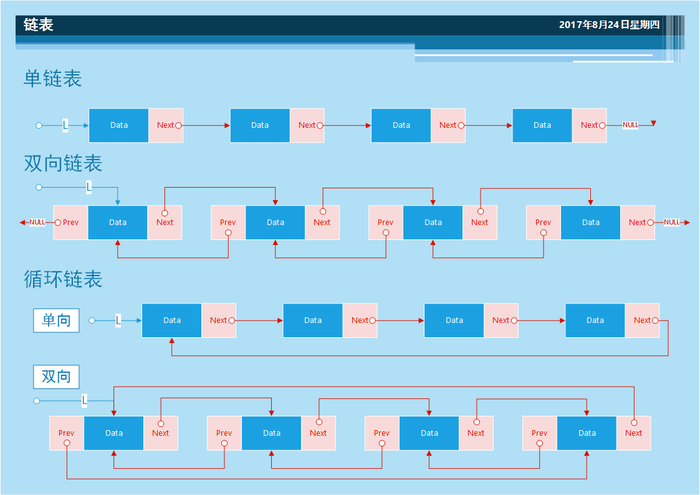 链表 2017年8月24日星期四
单链表
L Data Next Data Next Data Next Data Next NULL
双向链表
L
NULL Prev Data Next Prev Data Next Prev Data Next Prev Data Next NULL
循环链表
单向 L Data Next Data Next Data Next Data Next
双向
L
Prev Data Next Prev Data Next Prev Data Next Prev Data Next